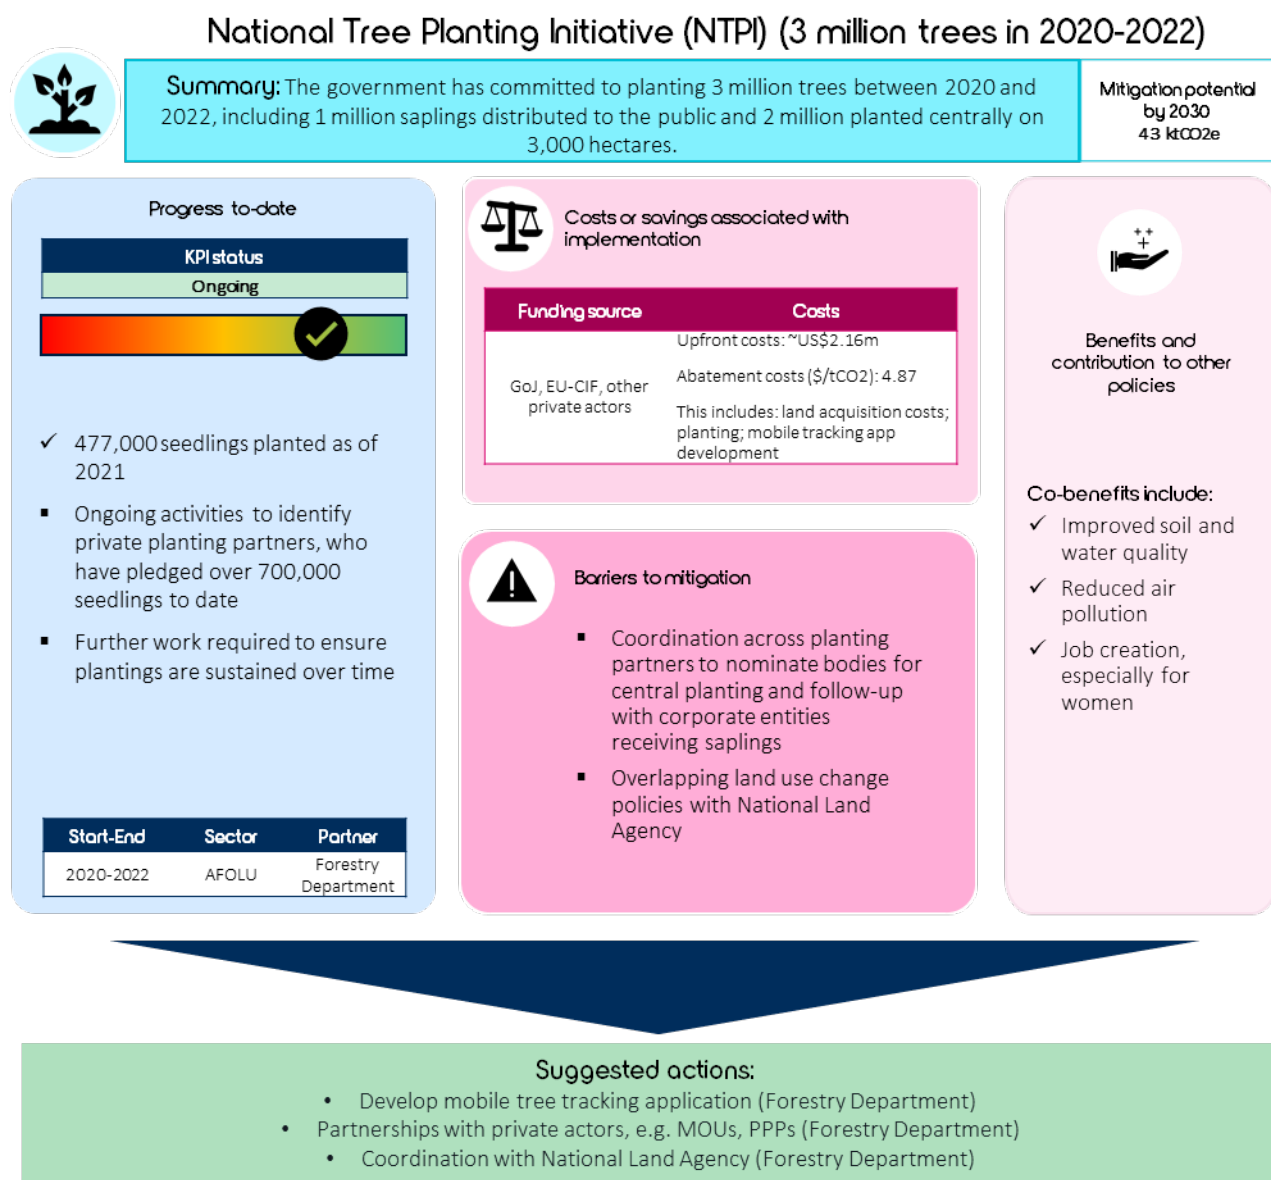 National Tree Planting Initiative (NTPI) (3 million trees in 2020-2022)
Summary: The government has committed to planting 3 million trees between 2020 and
2022, including 1 million saplings distributed to the public and 2 million planted centrally on
3,000 hectares.
Mitigation potential
by 2030
43 ktCO2e
Progress to-date
KPI status
Ongoing
✓ 477,000 seedlings planted as of
2021
▪ Ongoing activities to identify
private planting partners, who
have pledged over 700,000
seedlings to date
▪ Further work required to ensure
plantings are sustained over time
Start-End Sector Partner
2020-2022 AFOLU Forestry
Department
Costs or savings associated with
implementation
Funding source Costs
GoJ, EU-CIF, other
private actors
Upfront costs: ~US$2.16m
Abatement costs ($/tCO2): 4.87
This includes: land acquisition costs;
planting; mobile tracking app
development
Barriers to mitigation
▪ Coordination across planting
partners to nominate bodies for
central planting and follow-up
with corporate entities
receiving saplings
▪ Overlapping land use change
policies with National Land
Agency
Benefits and
contribution to other
policies
Co-benefits include:
✓ Improved soil and
water quality
✓ Reduced air
pollution
✓ Job creation,
especially for
women
Suggested actions:
• Develop mobile tree tracking application (Forestry Department)
• Partnerships with private actors, e.g. MOUs, PPPs (Forestry Department)
• Coordination with National Land Agency (Forestry Department)